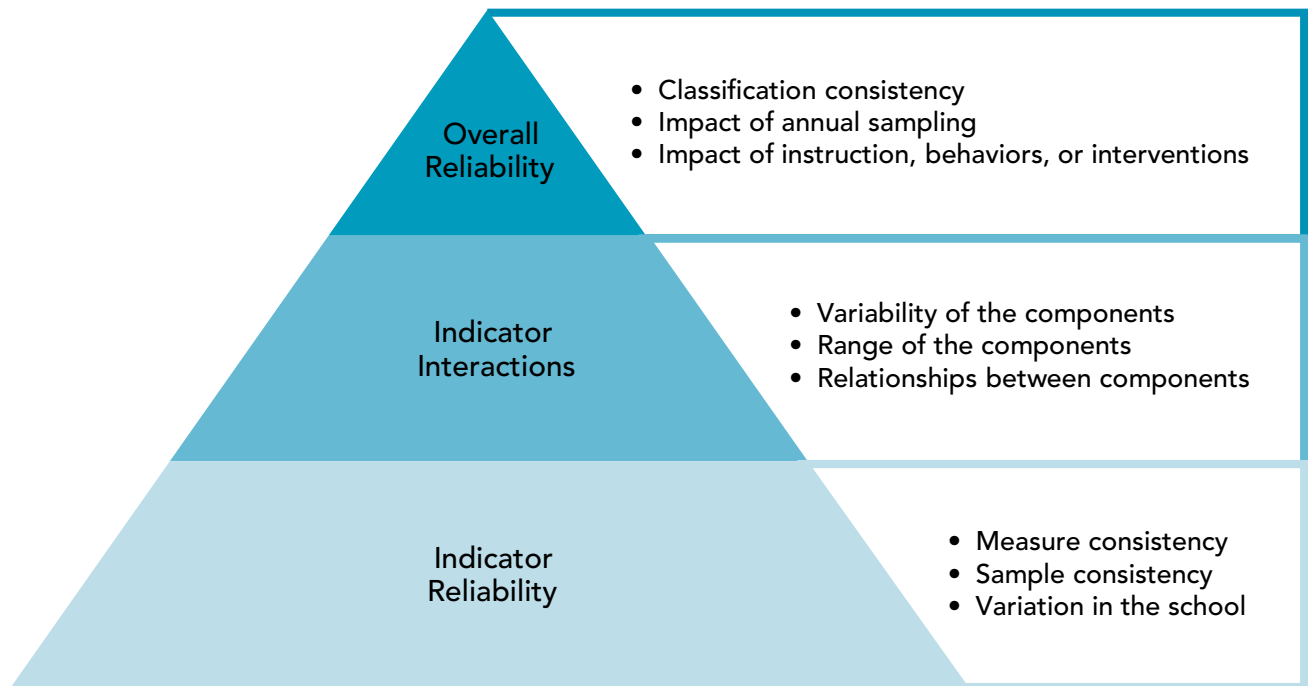 Overall
Reliability
• Classification consistency
• Impact of annual sampling
• Impact of instruction, behaviors, or interventions
Indicator
Interactions
• Variability of the components
• Range of the components
• Relationships between components
Indicator
Reliability
• Measure consistency
• Sample consistency
• Variation in the school